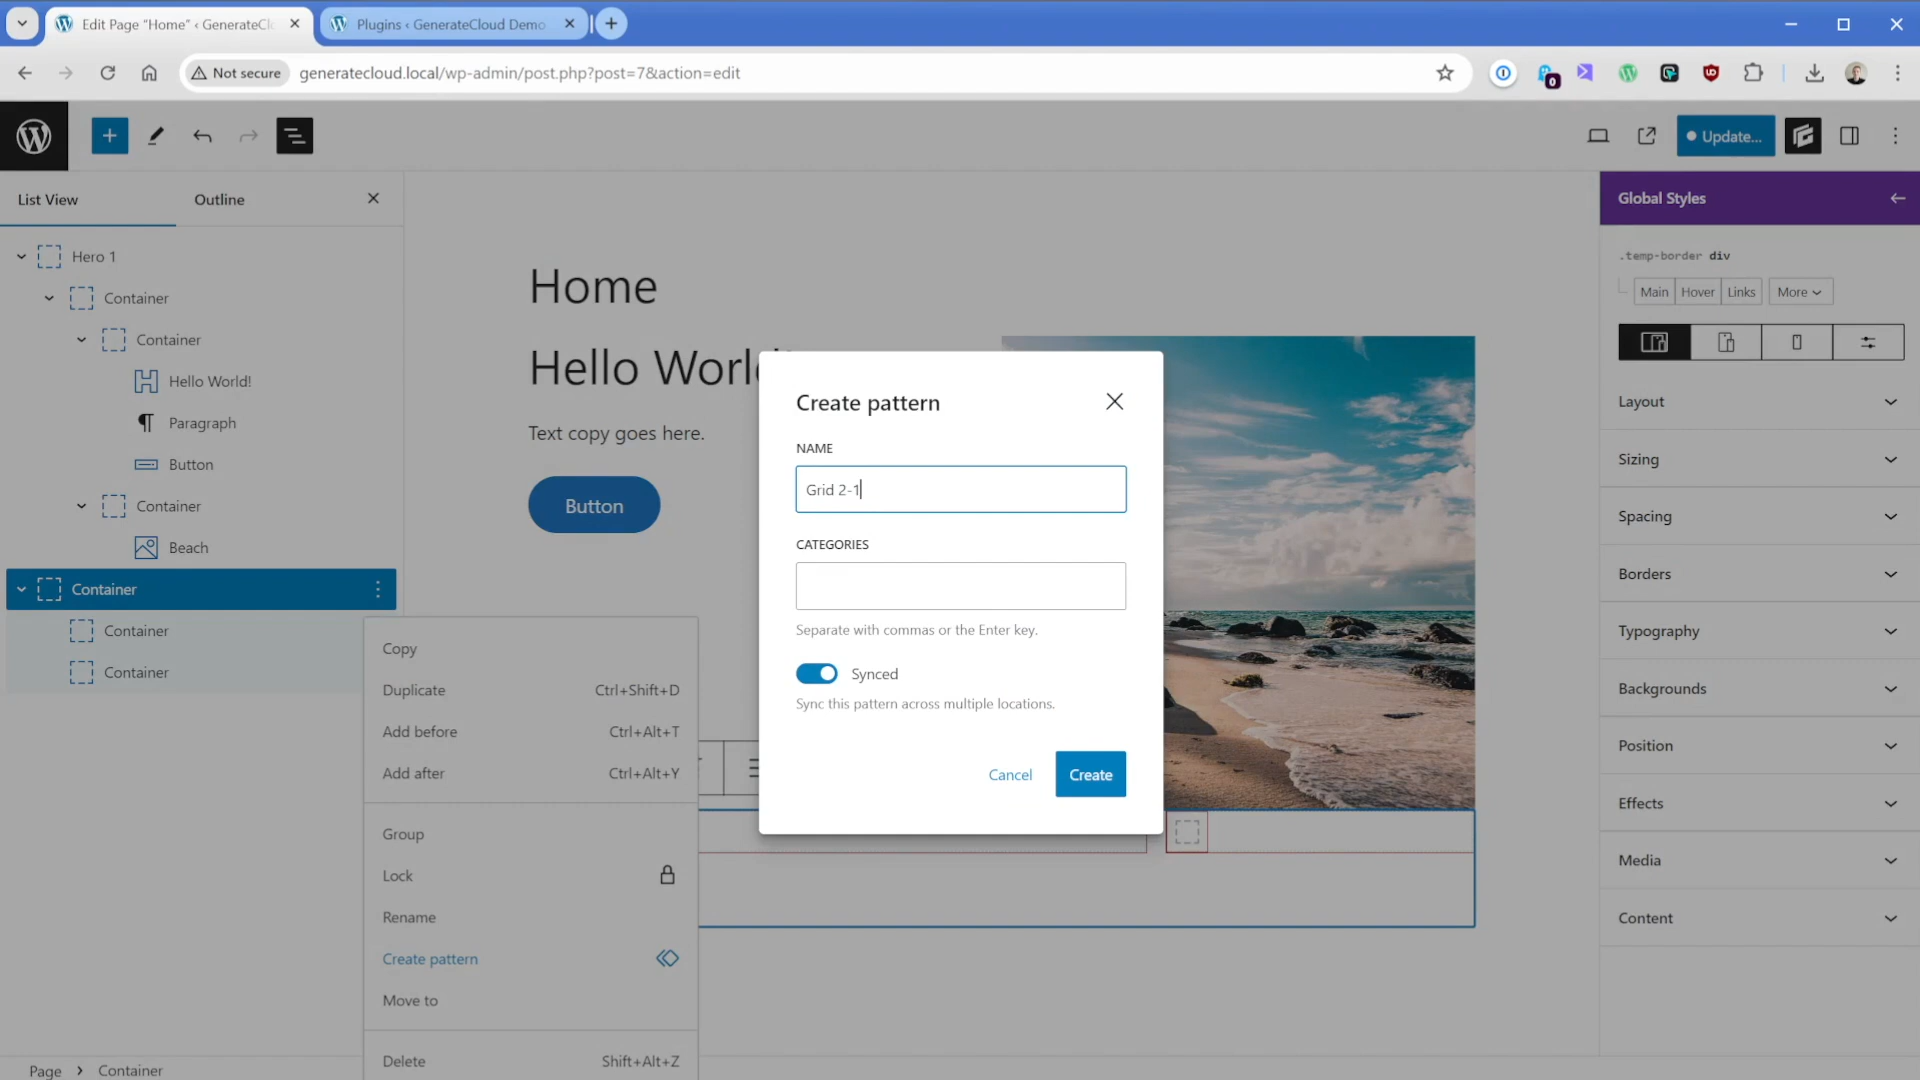 Edit Page “Home” ‹ GenerateClo
Plugins ‹ GenerateCloud Demo
Not secure
generatecloud.local/wp-admin/post.php?post=7&action=edit
0
Update...
List View
Outline
Global Styles
Hero 1
Container
Container
Hello World!
Paragraph
Button
Container
Beach
Container
Container
Container
Home
Text copy goes here.
Button
.temp-border div
Main
Hover
Links
More
Layout
Sizing
Spacing
Borders
Typography
Backgrounds
Position
Effects
Media
Content
Create pattern
NAME
Grid 2-1
CATEGORIES
Separate with commas or the Enter key.
Synced
Sync this pattern across multiple locations.
Cancel
Create
Copy
Duplicate Ctrl+Shift+D
Add before Ctrl+Alt+T
Add after Ctrl+Alt+Y
Group
Lock
Rename
Create pattern
Move to
Delete Shift+Alt+Z
Page
Container